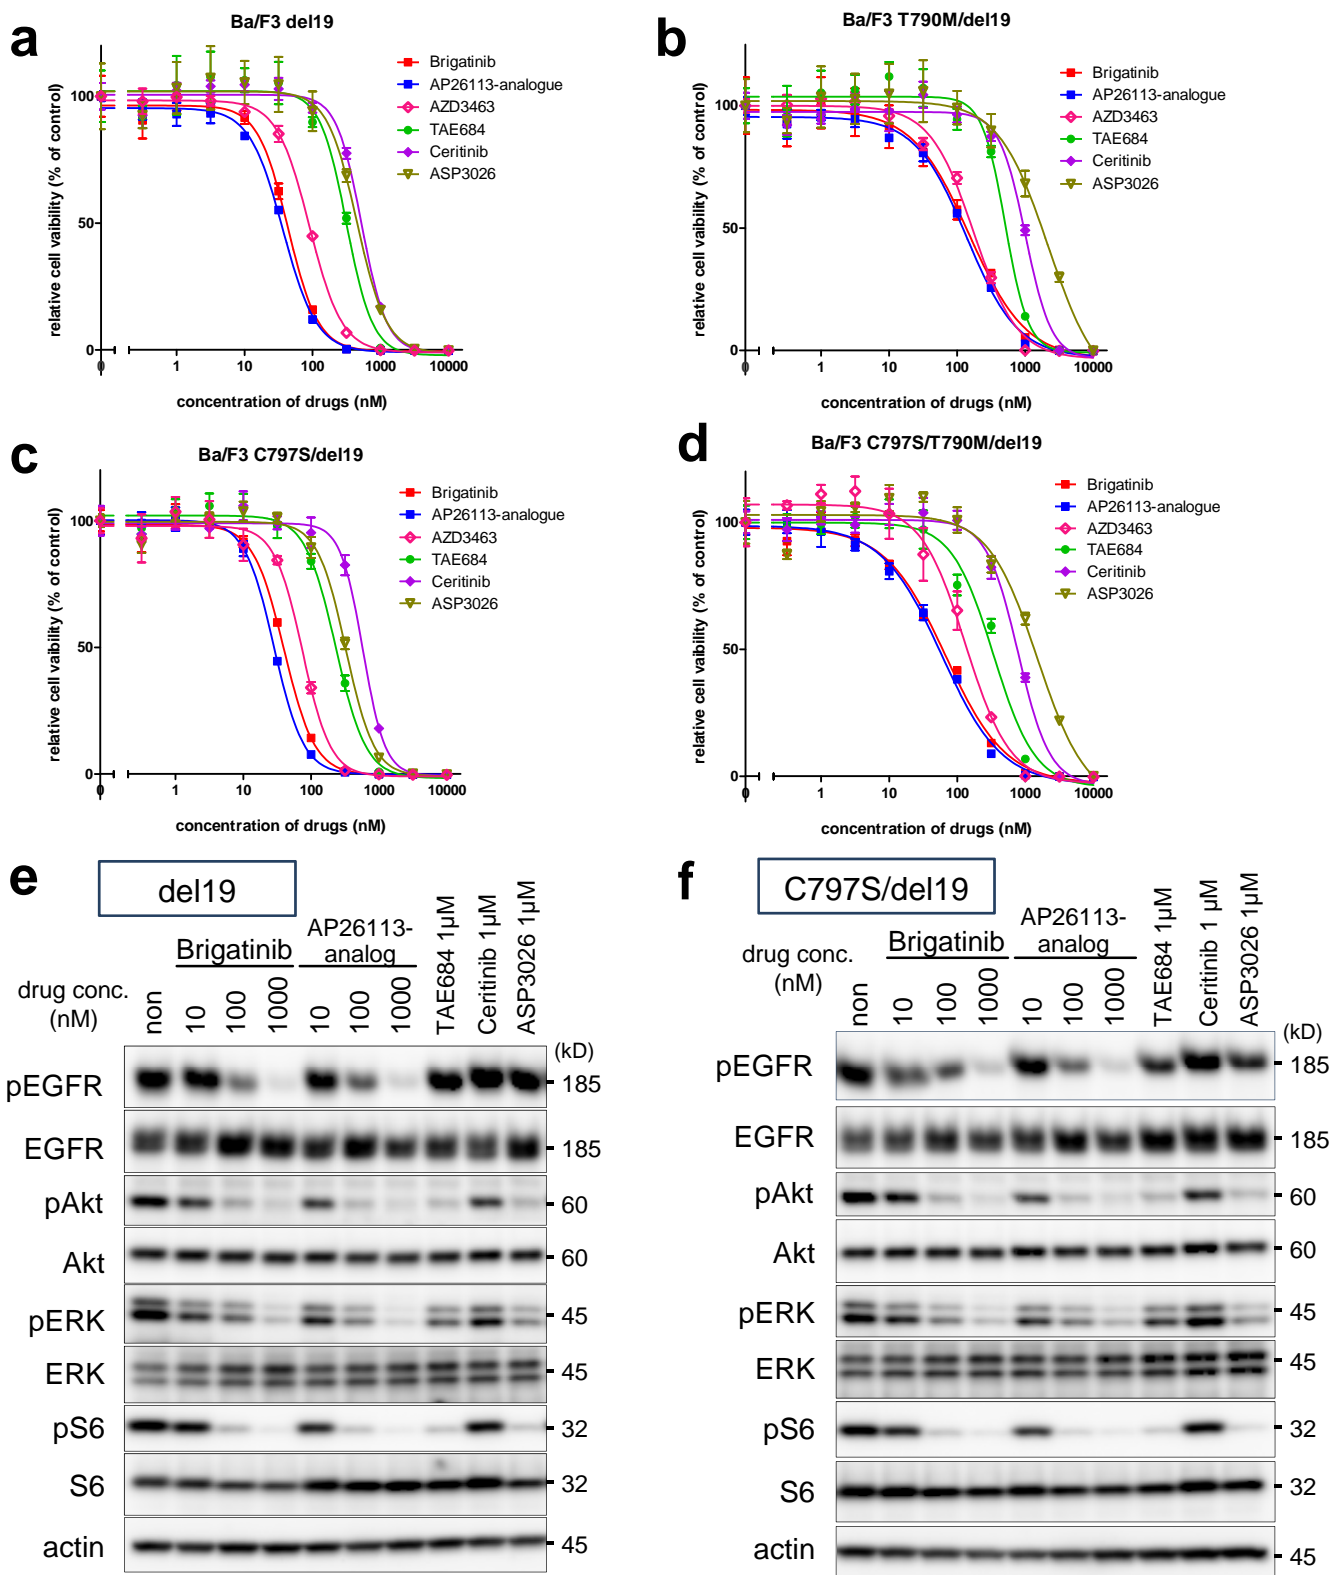 a
Ba/F3 del19
relative cell vaibility (% of control)
100
50
0
0
1
10
100
1000
10000
concentration of drugs (nM)
Brigatinib
AP26113-analogue
AZD3463
TAE684
Ceritinib
ASP3026
b
Ba/F3 T790M/del19
relative cell vaibility (% of control)
100
50
0
0
1
10
100
1000
10000
concentration of drugs (nM)
Brigatinib
AP26113-analogue
AZD3463
TAE684
Ceritinib
ASP3026
c
Ba/F3 C797S/del19
relative cell vaibility (% of control)
100
50
0
0
1
10
100
1000
10000
concentration of drugs (nM)
Brigatinib
AP26113-analogue
AZD3463
TAE684
Ceritinib
ASP3026
d
Ba/F3 C797S/T790M/del19
relative cell vaibility (% of control)
100
50
0
0
1
10
100
1000
10000
concentration of drugs (nM)
Brigatinib
AP26113-analogue
AZD3463
TAE684
Ceritinib
ASP3026
e
del19
Brigatinib
AP26113-
analog
drug conc.
(nM)
non
10
100
1000
10
100
1000
TAE684 1µM
Ceritinib 1µM
ASP3026 1µM
(kD)
pEGFR
185
EGFR
185
pAkt
60
Akt
60
pERK
45
ERK
45
pS6
32
S6
32
actin
45
f
C797S/del19
Brigatinib
AP26113-
analog
drug conc.
(nM)
non
10
100
1000
10
100
1000
TAE684 1µM
Ceritinib 1 µM
ASP3026 1µM
(kD)
pEGFR
185
EGFR
185
pAkt
60
Akt
60
pERK
45
ERK
45
pS6
32
S6
32
actin
45